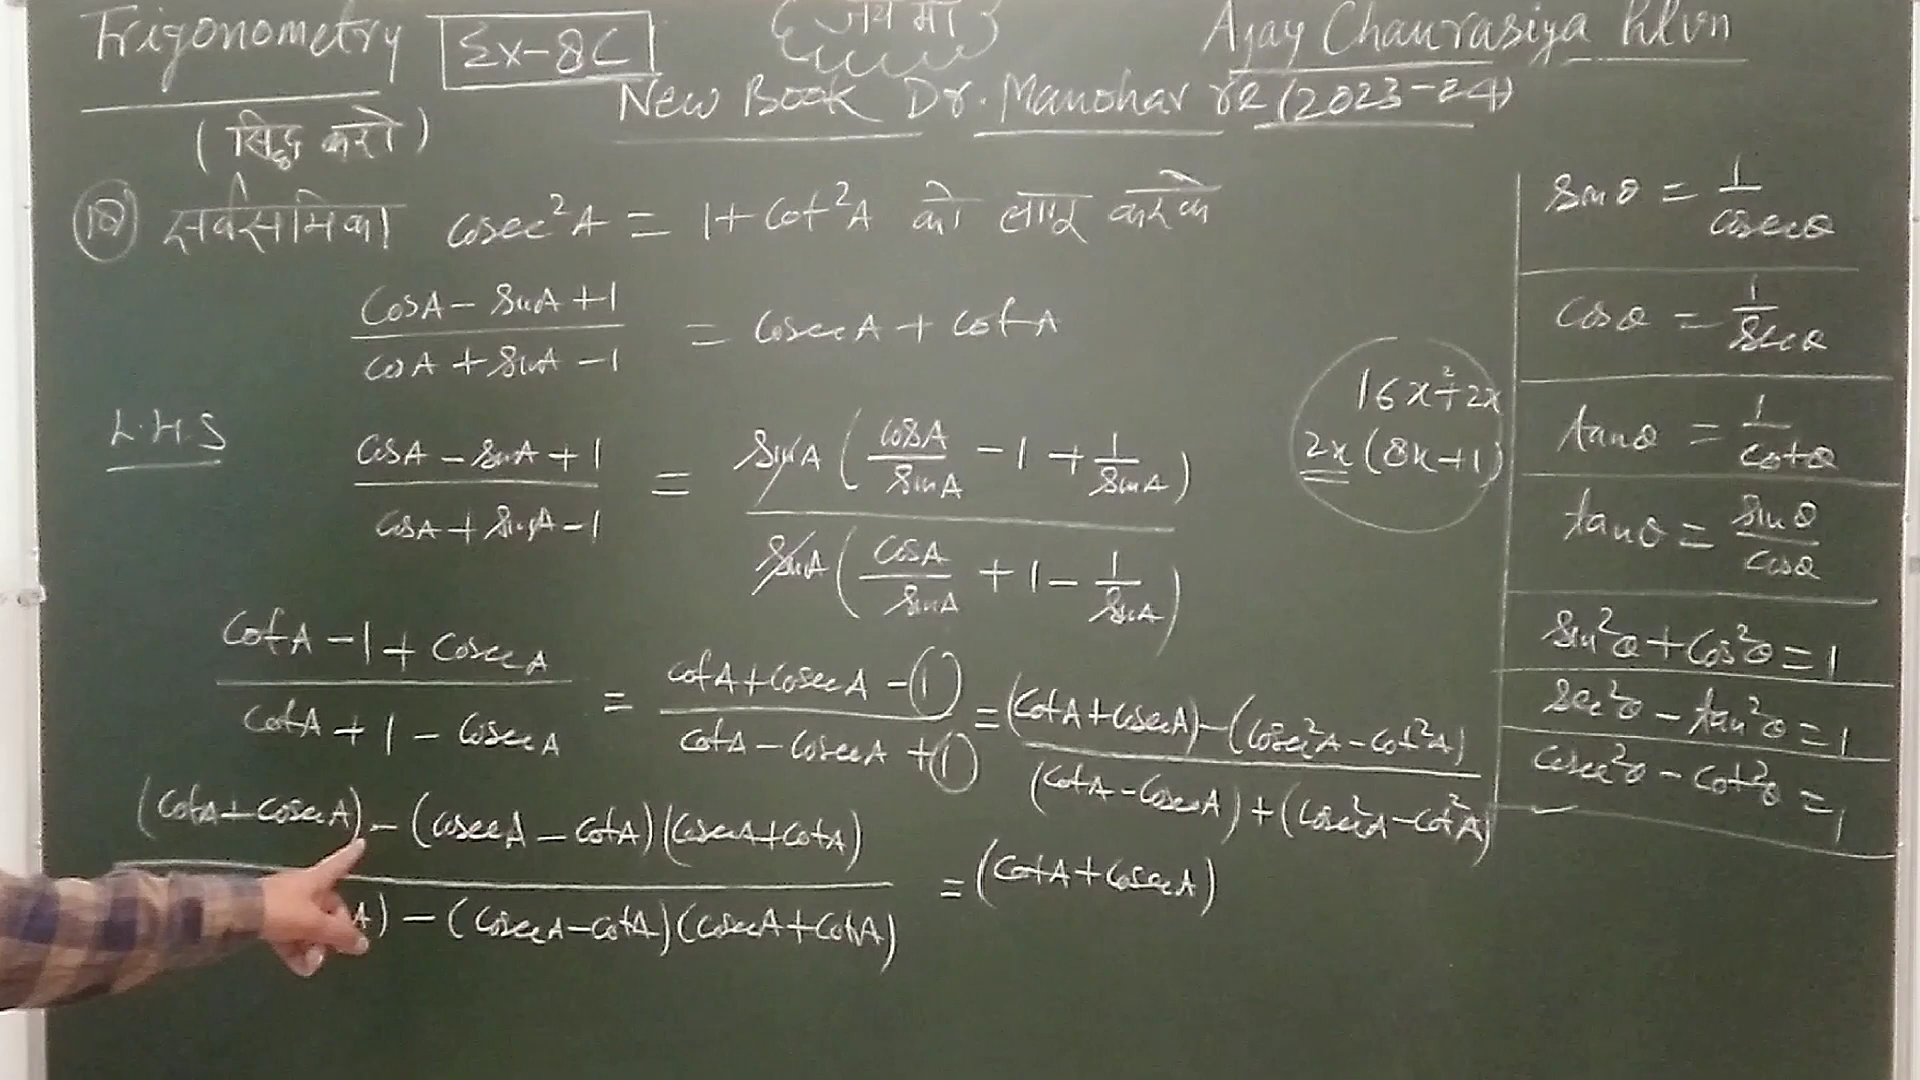 Trigonometry Ex-8C
जय माँ
Ajay Chaurasiya
New Book Dr. Manohar re (2023-24)
(सिद्ध करो)
सर्वसमिका cosec²A = 1 + cot²A को लागू करके
(CosA - SinA + 1)/(CosA + SinA - 1) = CosecA + CotA
L.H.S
(CosA - SinA + 1)/(CosA + SinA - 1) = SinA(CosA/SinA - 1 + 1/SinA)/SinA(CosA/SinA + 1 - 1/SinA)
(CotA - 1 + CosecA)/(CotA + 1 - CosecA) = (CotA + CosecA - 1)/(CotA - CosecA + 1) = ((CotA + CosecA) - (Cosec²A - Cot²A))/((CotA - CosecA) + (Cosec²A - Cot²A))
(CotA + CosecA) - (CosecA - CotA)(CosecA + CotA)
A) - (CosecA - CotA)(CosecA + CotA)
= (CotA + CosecA)
16x² + 2x
2x(8x+1)
Sinθ = 1/Cosecθ
Cosθ = 1/Secθ
tanθ = 1/Cotθ
tanθ = Sinθ/Cosθ
Sin²θ + Cos²θ = 1
Sec²θ - tan²θ = 1
Cosec²θ - Cot²θ = 1